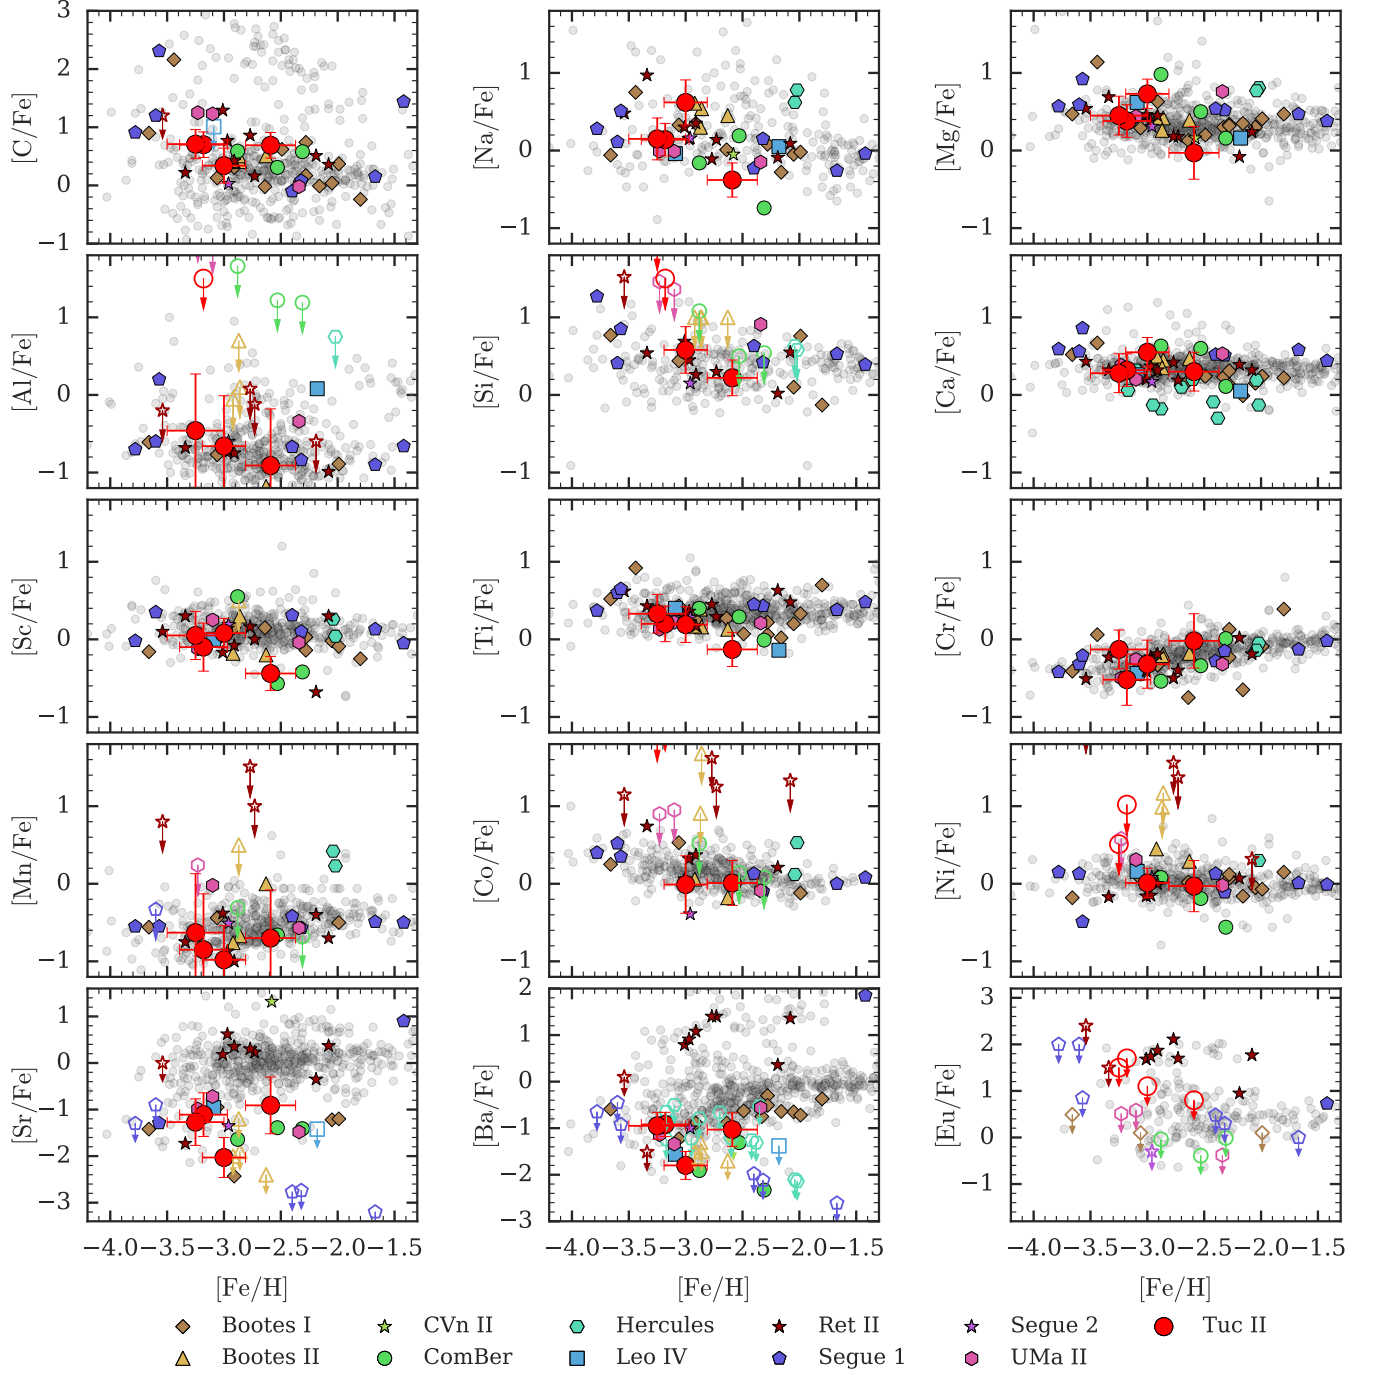 3
2
1
0
−1
[C/Fe]
1
0
−1
[Na/Fe]
1
0
−1
[Mg/Fe]
1
0
−1
[Al/Fe]
1
0
−1
[Si/Fe]
1
0
−1
[Ca/Fe]
1
0
−1
[Sc/Fe]
1
0
−1
[Ti/Fe]
1
0
−1
[Cr/Fe]
1
0
−1
[Mn/Fe]
1
0
−1
[Co/Fe]
1
0
−1
[Ni/Fe]
1
0
−1
−2
−3
[Sr/Fe]
2
1
0
−1
−2
−3
[Ba/Fe]
3
2
1
0
−1
[Eu/Fe]
−4.0 −3.5 −3.0 −2.5 −2.0 −1.5
−4.0 −3.5 −3.0 −2.5 −2.0 −1.5
−4.0 −3.5 −3.0 −2.5 −2.0 −1.5
[Fe/H] [Fe/H] [Fe/H]
Bootes I CVn II Hercules Ret II Segue 2 Tuc II
Bootes II ComBer Leo IV Segue 1 UMa II